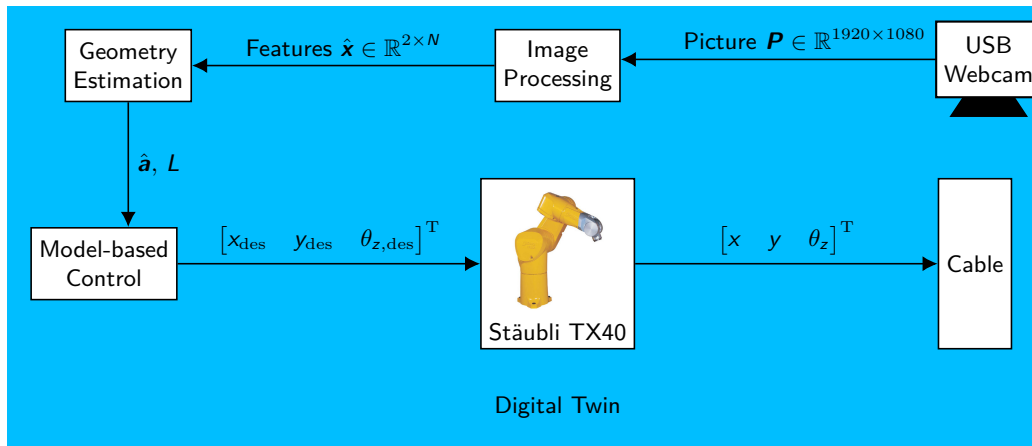 Geometry
Estimation
Features x̂ ∈ ℝ^{2×N}
Image
Processing
Picture P ∈ ℝ^{1920×1080}
USB
Webcam
â, L
Model-based
Control
[x_des y_des θ_{z,des}]^T
Stäubli TX40
[x y θ_z]^T
Cable
Digital Twin